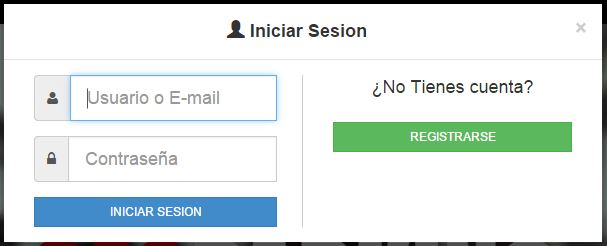 Iniciar Sesion
×
Usuario o E-mail
Contraseña
INICIAR SESION
¿No Tienes cuenta?
REGISTRARSE